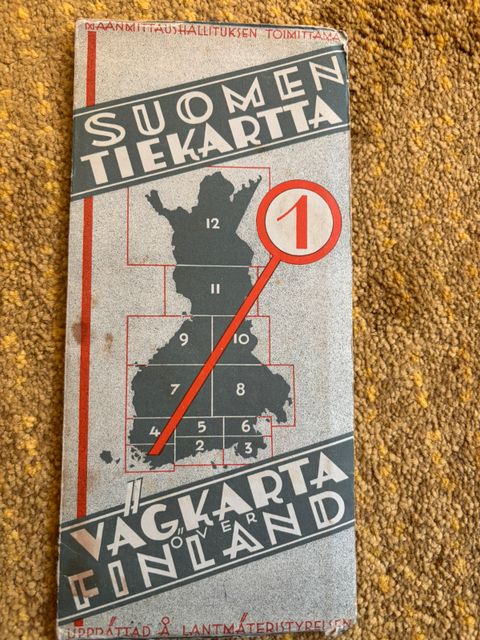 MAANMITTAUSHALLITUKSEN TOIMITTAMA
SUOMEN
TIEKARTTA
1
12
11
9 10
7 8
4 5 6
2 3
VÄGKARTA
ÖVER
FINLAND
UPPRÄTTAD Å LANTMÄTERISTYRELSEN